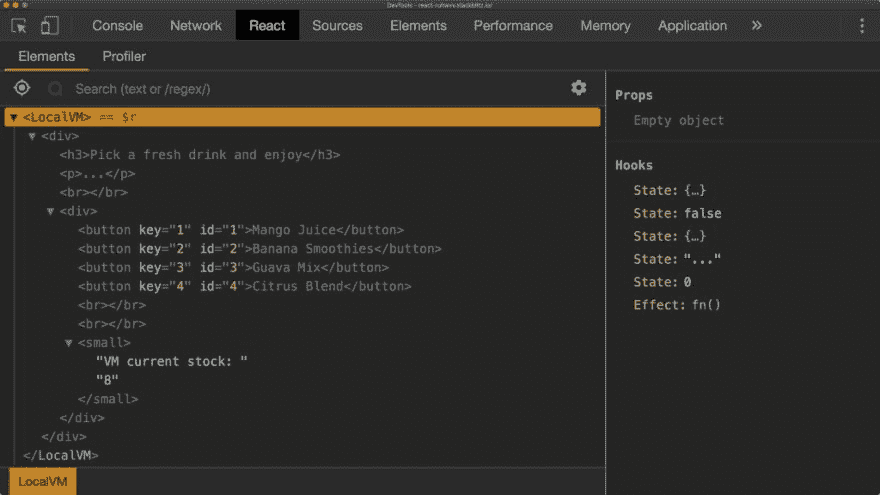 DevTools - react-ruhwvv.stackblitz.io/
Console Network React Sources Elements Performance Memory Application »
Elements Profiler
Search (text or /regex/)
▼ <LocalVM> == $r
▼ <div>
<h3>Pick a fresh drink and enjoy</h3>
<p>...</p>
<br></br>
▼ <div>
<button key="1" id="1">Mango Juice</button>
<button key="2" id="2">Banana Smoothies</button>
<button key="3" id="3">Guava Mix</button>
<button key="4" id="4">Citrus Blend</button>
<br></br>
<br></br>
▼ <small>
"VM current stock: "
"8"
</small>
</div>
</div>
</LocalVM>
LocalVM
Props
Empty object
Hooks
State: {…}
State: false
State: {…}
State: "..."
State: 0
Effect: fn()